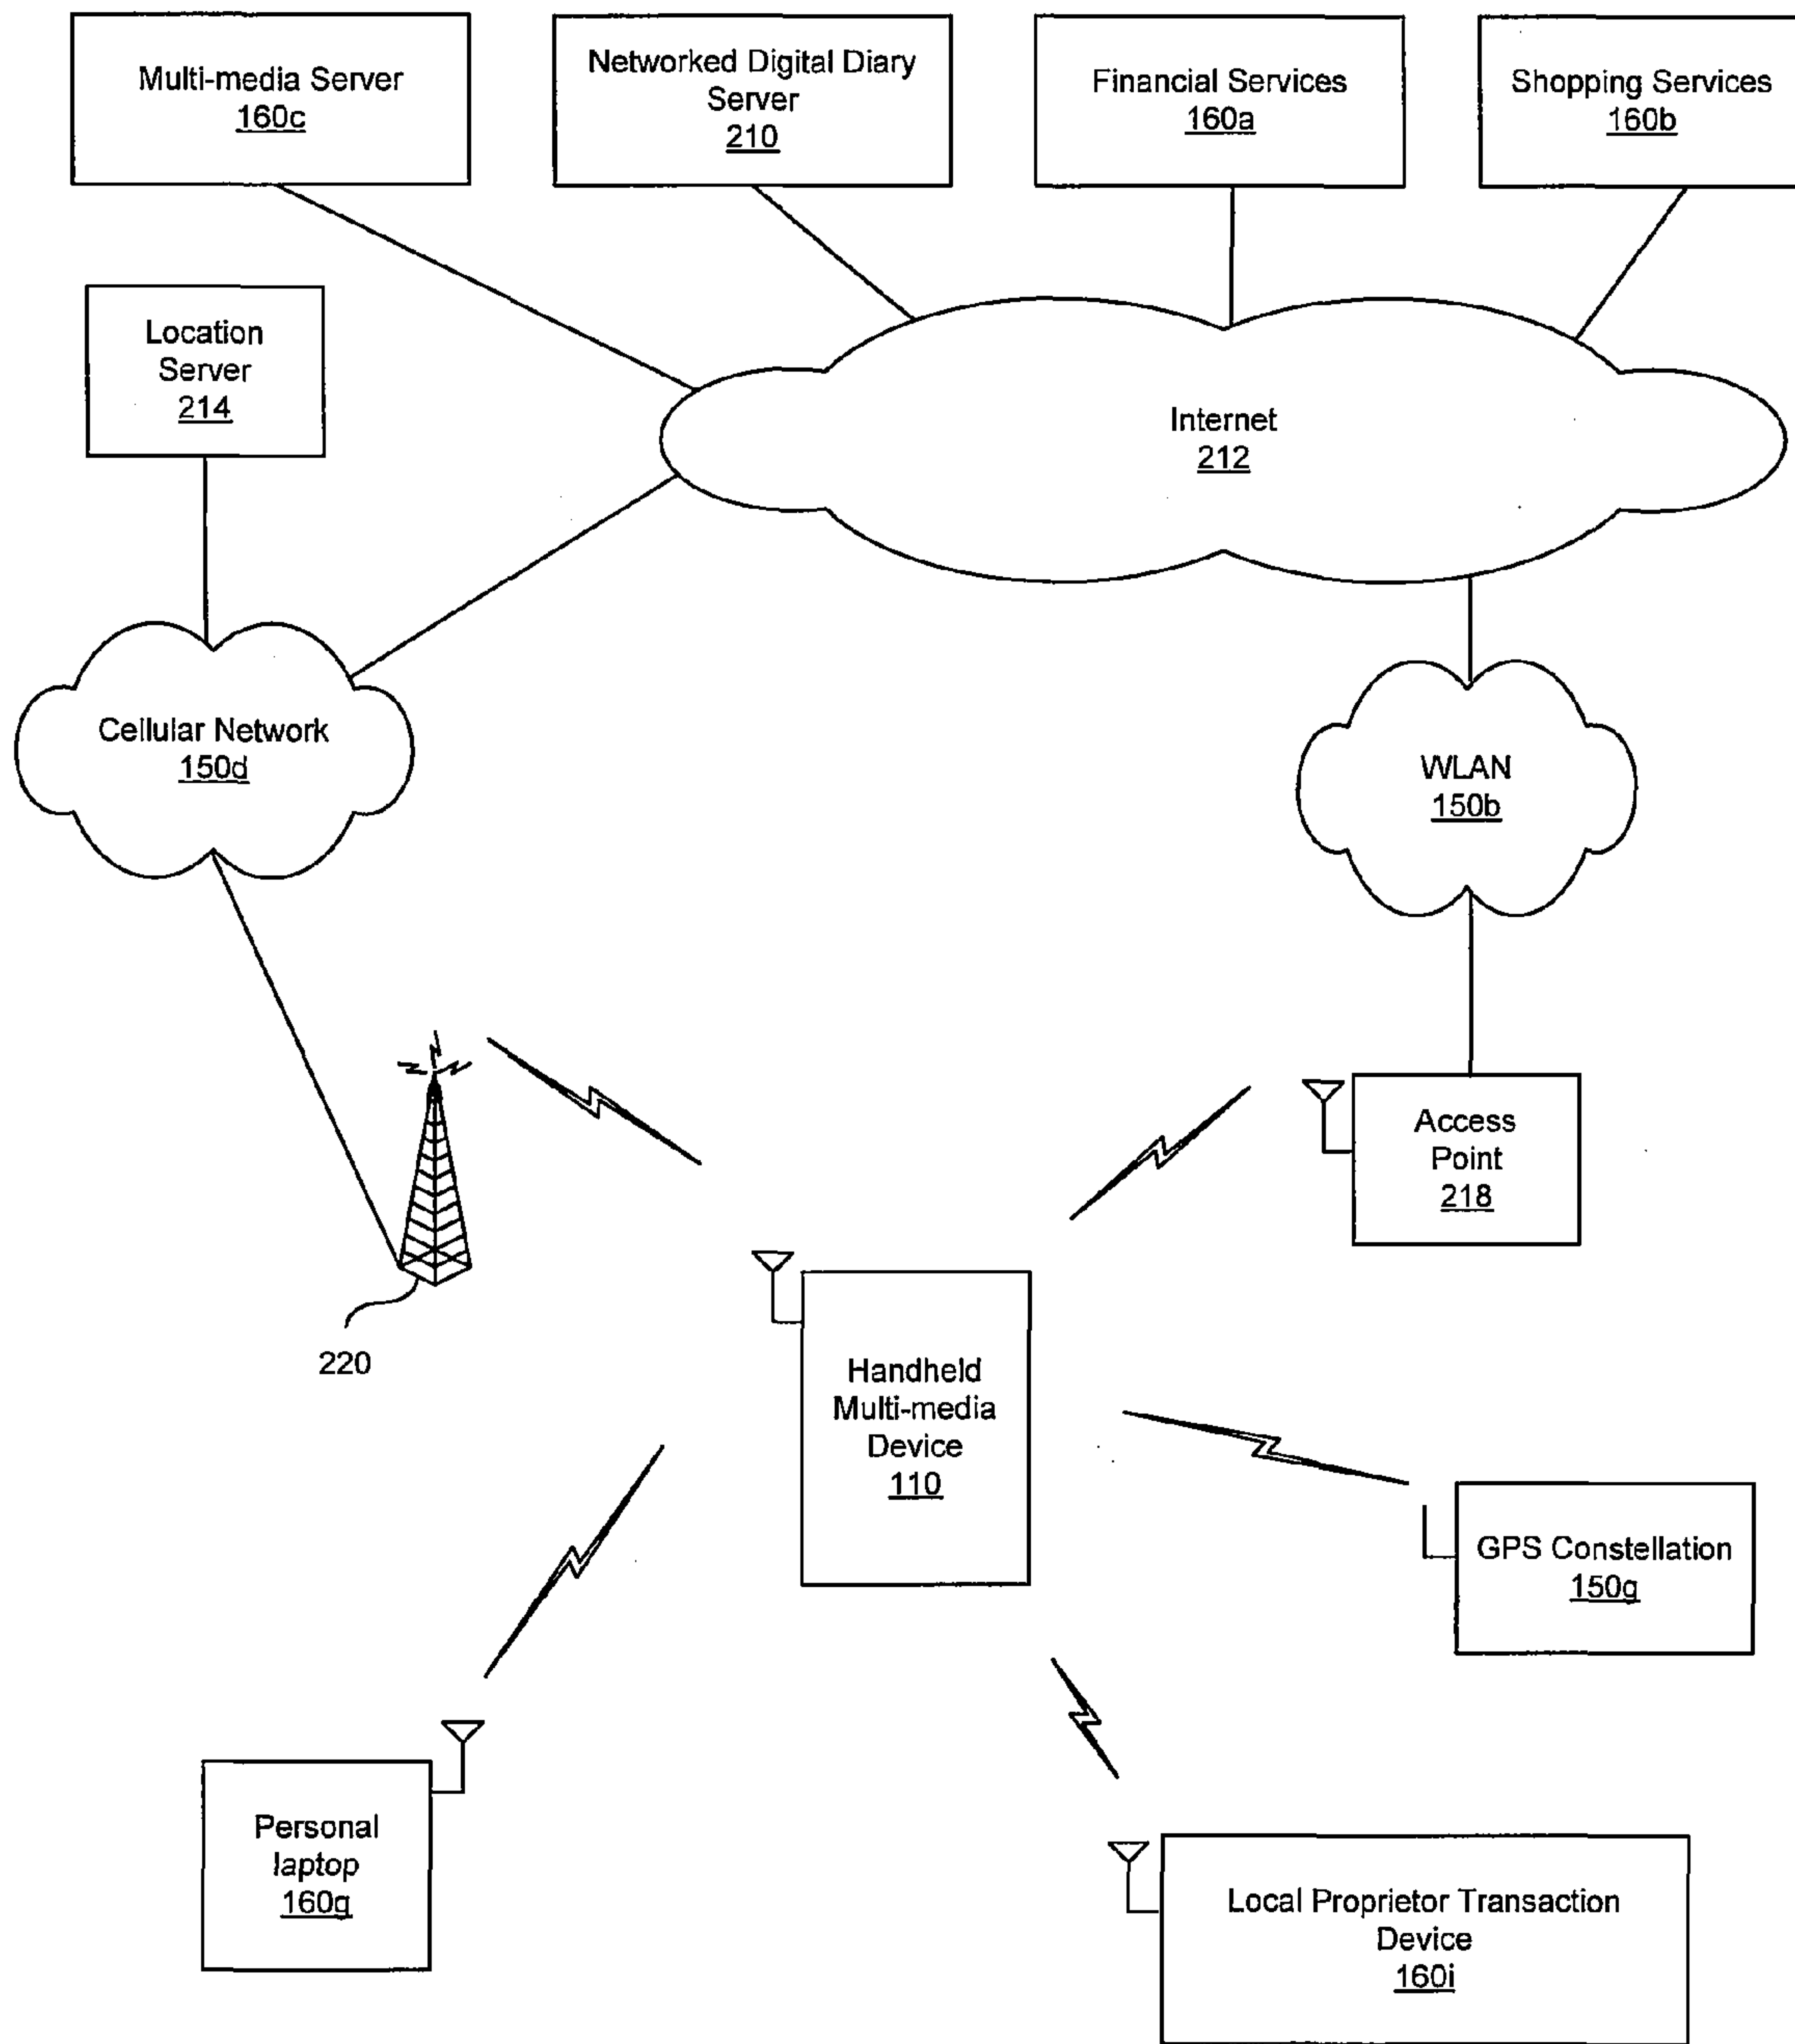 Multi-media Server
160c
Networked Digital Diary
Server
210
Financial Services
160a
Shopping Services
160b
Location
Server
214
Internet
212
Cellular Network
150d
WLAN
150b
Access
Point
218
220
Handheld
Multi-media
Device
110
GPS Constellation
150g
Personal
laptop
160g
Local Proprietor Transaction
Device
160i